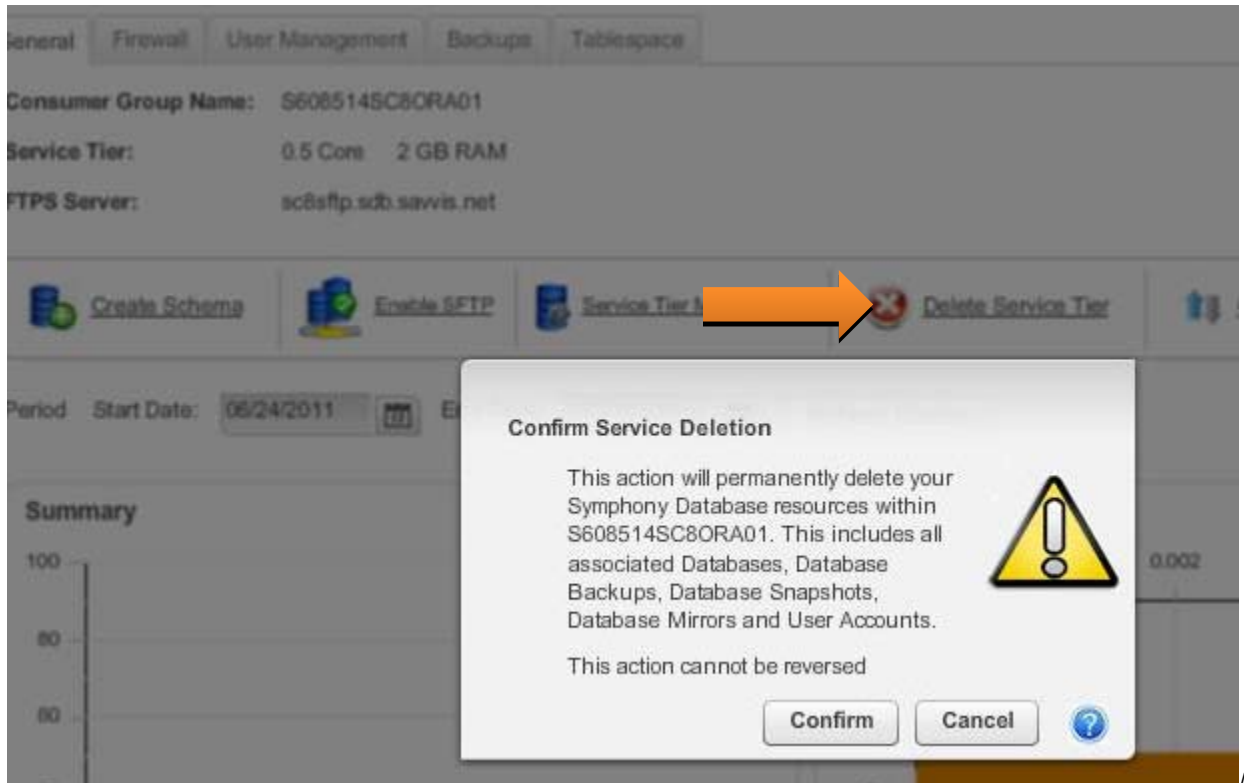 General Firewall User Management Backups Tablespace
Consumer Group Name: S608514SC8ORA01
Service Tier: 0.5 Core 2 GB RAM
FTPS Server: sc8sftp.sdb.savvis.net
Create Schema Enable SFTP Service Tier M Delete Service Tier
Period Start Date: 06/24/2011 E
Confirm Service Deletion
This action will permanently delete your
Symphony Database resources within
S608514SC8ORA01. This includes all
associated Databases, Database
Backups, Database Snapshots,
Database Mirrors and User Accounts.
This action cannot be reversed
Confirm Cancel
Summary
100
80
60
0.002